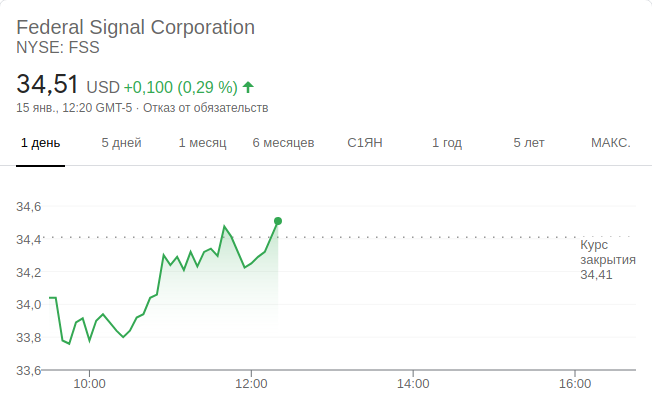 Federal Signal Corporation
NYSE: FSS
34,51 USD +0,100 (0,29 %)
15 янв., 12:20 GMT-5 · Отказ от обязательств
1 день 5 дней 1 месяц 6 месяцев С1ЯН 1 год 5 лет МАКС.
34,6
34,4
Курс
закрытия
34,41
34,2
34,0
33,8
33,6
10:00 12:00 14:00 16:00